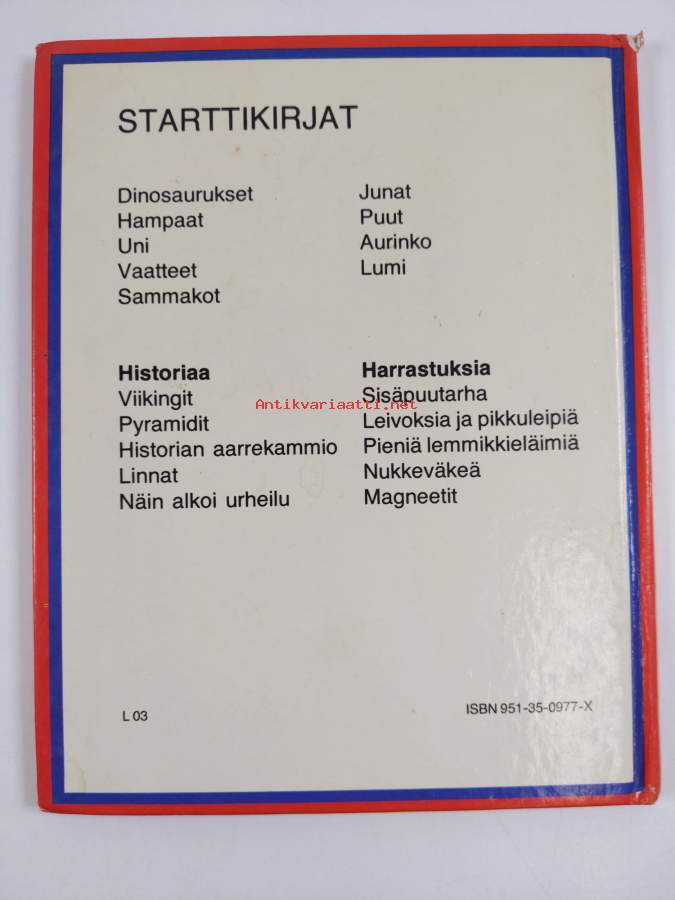 STARTTIKIRJAT
Dinosaurukset
Hampaat
Uni
Vaatteet
Sammakot
Junat
Puut
Aurinko
Lumi
Historiaa
Viikingit
Pyramidit
Historian aarrekammio
Linnat
Näin alkoi urheilu
Harrastuksia
Sisäpuutarha
Leivoksia ja pikkuleipiä
Pieniä lemmikkieläimiä
Nukkeväkeä
Magneetit
Antikvariaatti.net
L 03
ISBN 951-35-0977-X